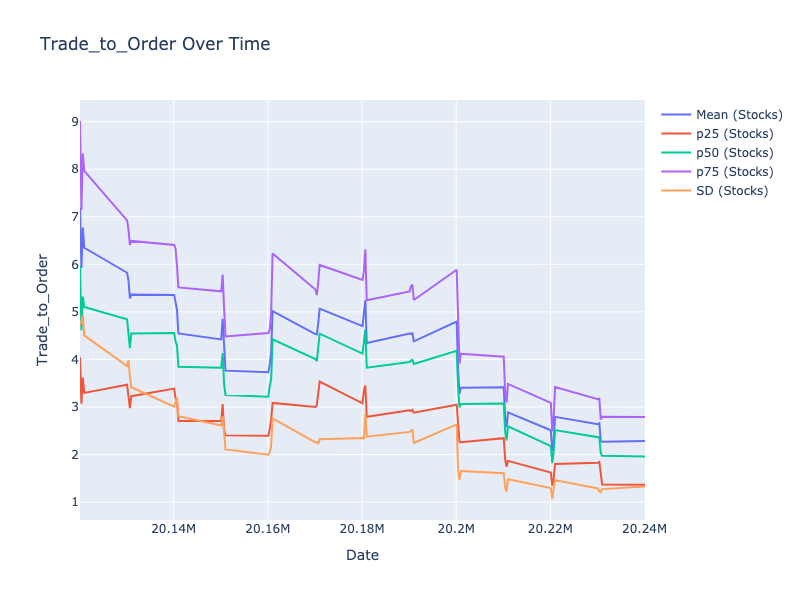 Trade_to_Order Over Time
Mean (Stocks)
p25 (Stocks)
p50 (Stocks)
p75 (Stocks)
SD (Stocks)
Trade_to_Order
9
8
7
6
5
4
3
2
1
20.14M
20.16M
20.18M
20.2M
20.22M
20.24M
Date